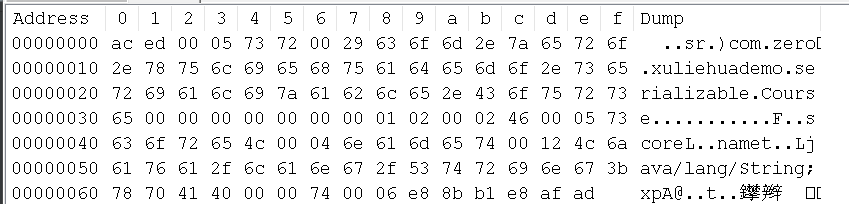 Address 0 1 2 3 4 5 6 7 8 9 a b c d e f Dump
00000000 ac ed 00 05 73 72 00 29 63 6f 6d 2e 7a 65 72 6f ..sr.)com.zero
00000010 2e 78 75 6c 69 65 68 75 61 64 65 6d 6f 2e 73 65 .xuliehuademo.se
00000020 72 69 61 6c 69 7a 61 62 6c 65 2e 43 6f 75 72 73 rializable.Cours
00000030 65 00 00 00 00 00 00 00 01 02 00 02 46 00 05 73 e...........F..s
00000040 63 6f 72 65 4c 00 04 6e 61 6d 65 74 00 12 4c 6a coreL..namet..Lj
00000050 61 76 61 2f 6c 61 6e 67 2f 53 74 72 69 6e 67 3b ava/lang/String;
00000060 78 70 41 40 00 00 74 00 06 e8 8b b1 e8 af ad xpA@..t..